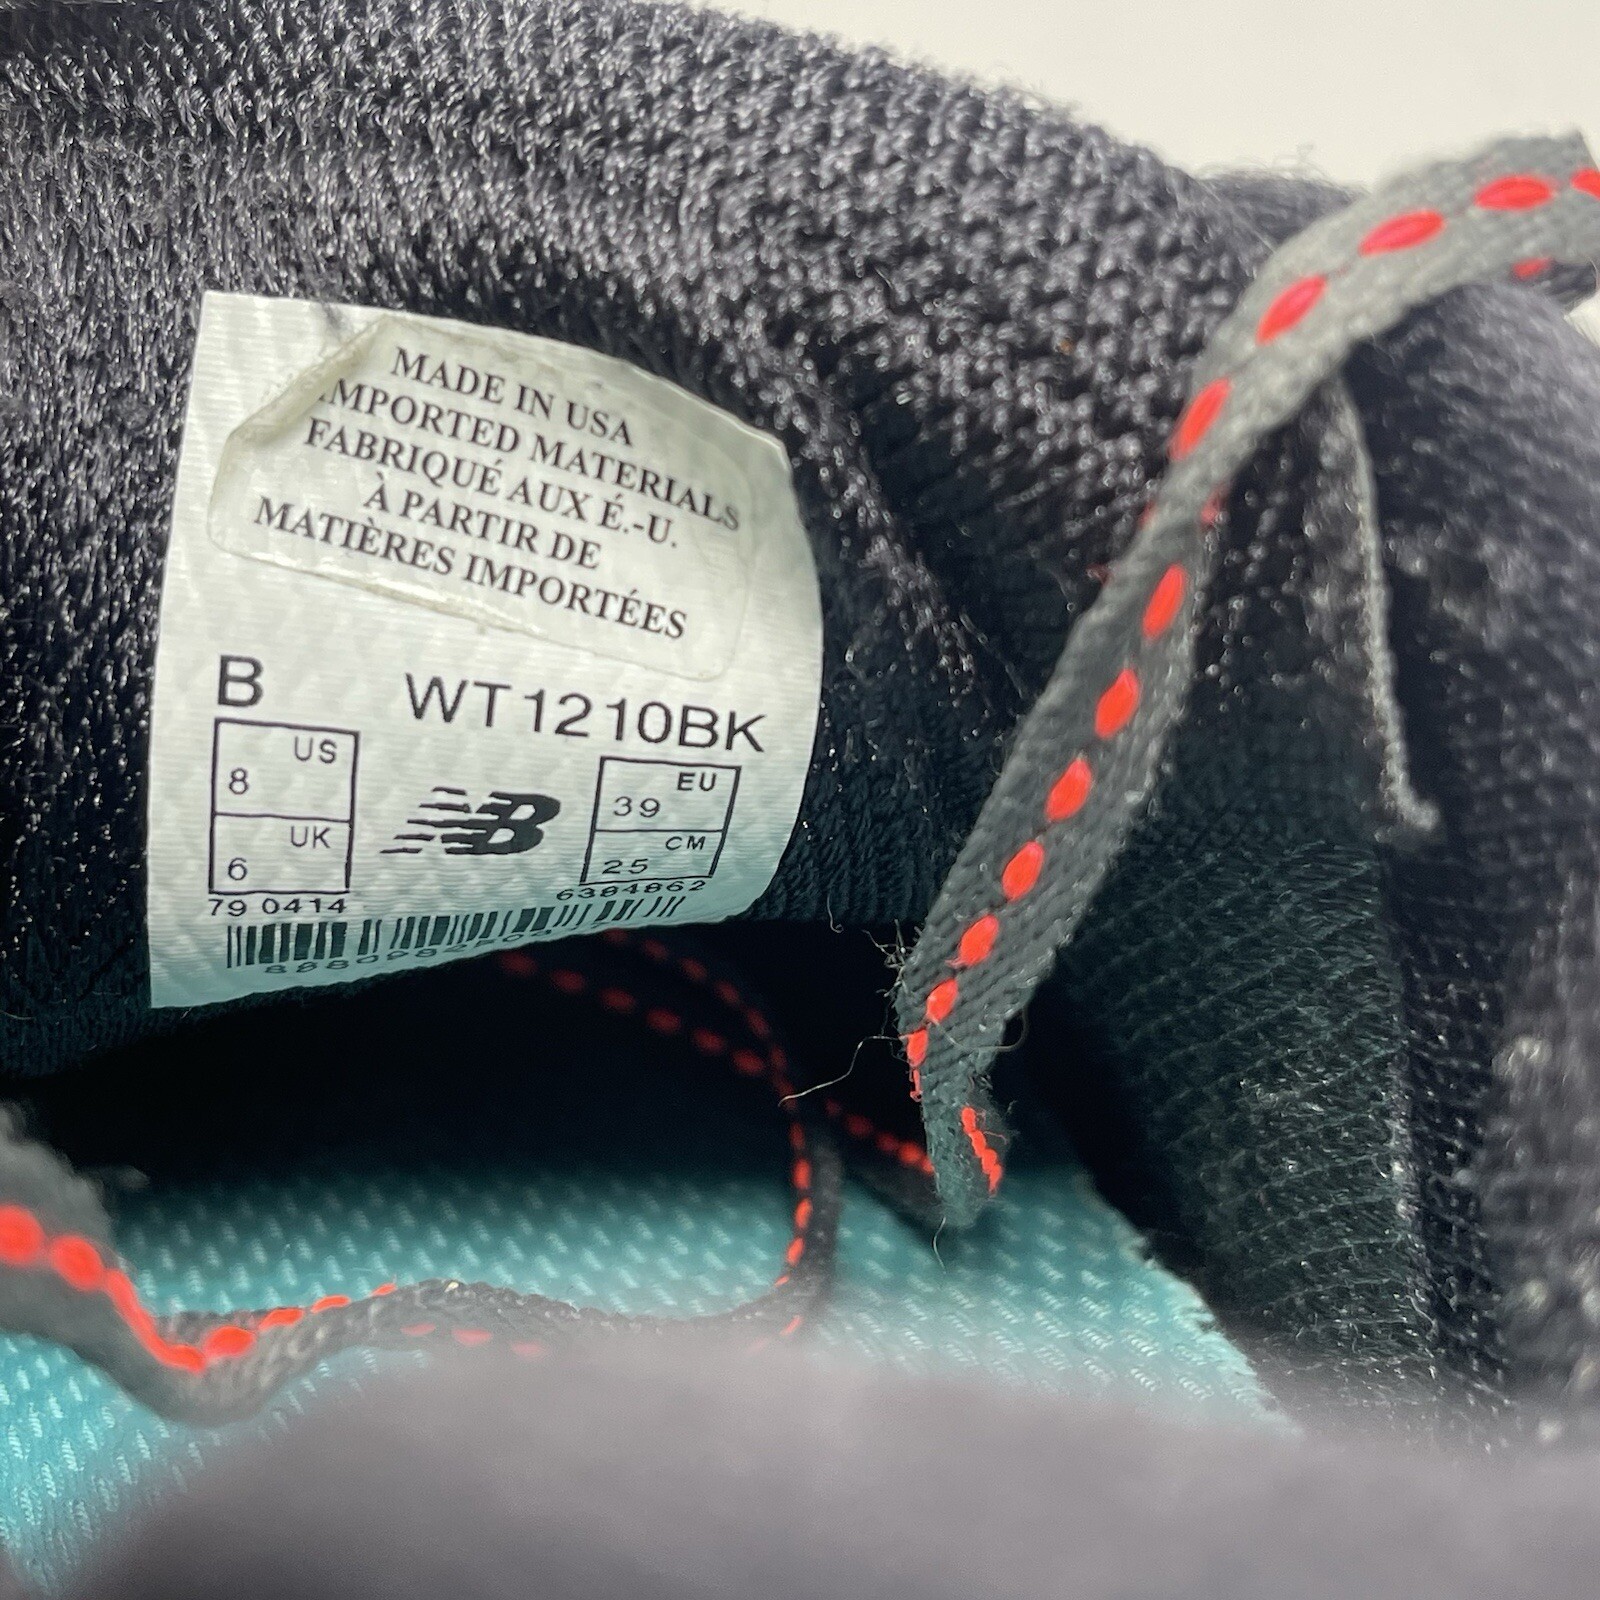 MADE IN USA
IMPORTED MATERIALS
FABRIQUÉ AUX É.-U.
À PARTIR DE
MATIÈRES IMPORTÉES
B WT1210BK
US
8
UK
6
EU
39
CM
25
79 0414 6384862